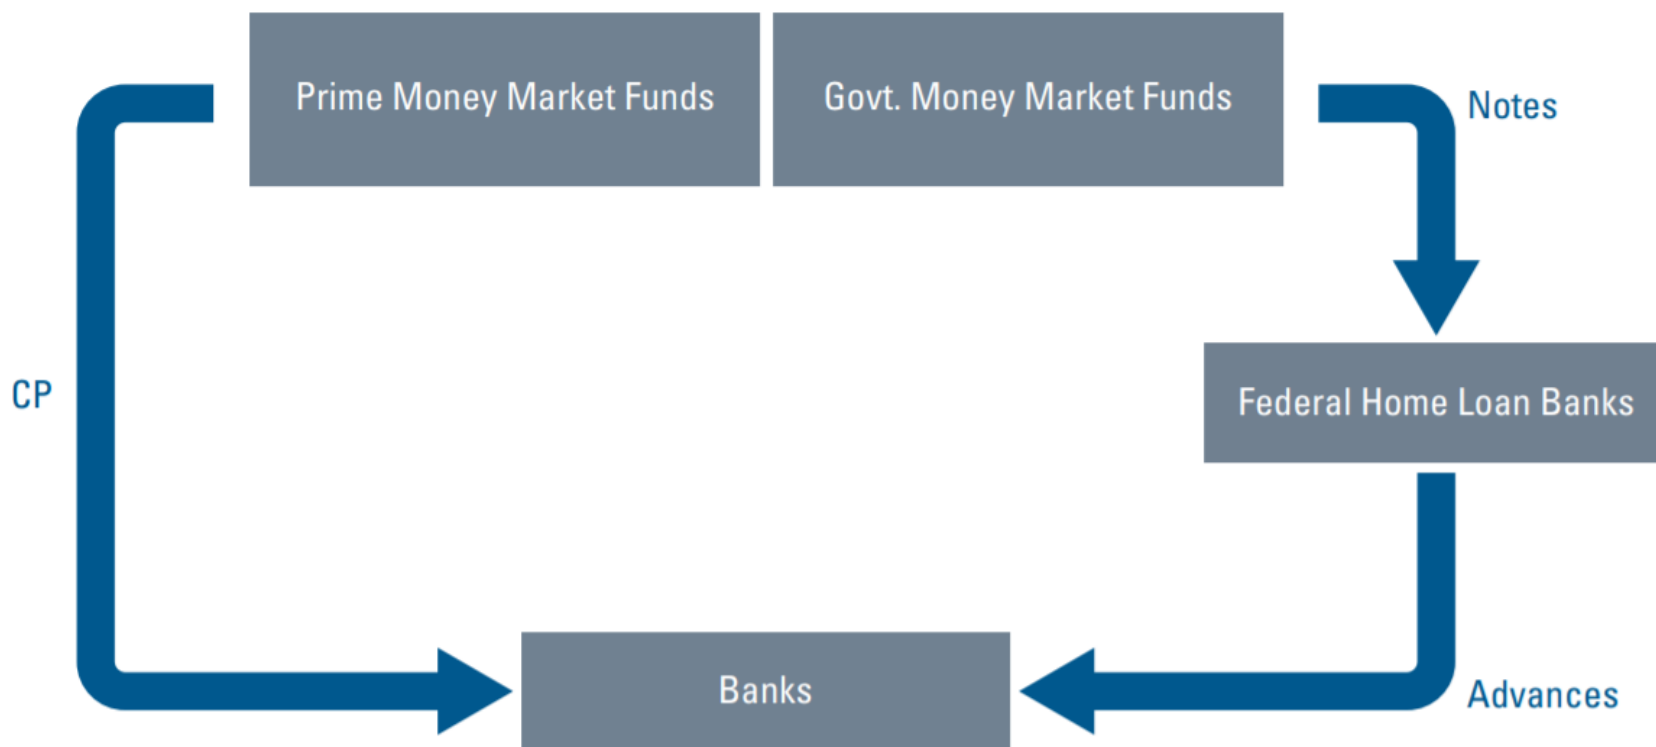 Prime Money Market Funds
Govt. Money Market Funds
Notes
CP
Federal Home Loan Banks
Banks
Advances